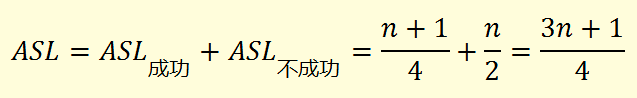 ASL = ASL成功 + ASL不成功 = (n + 1)/4 + n/2 = (3n + 1)/4